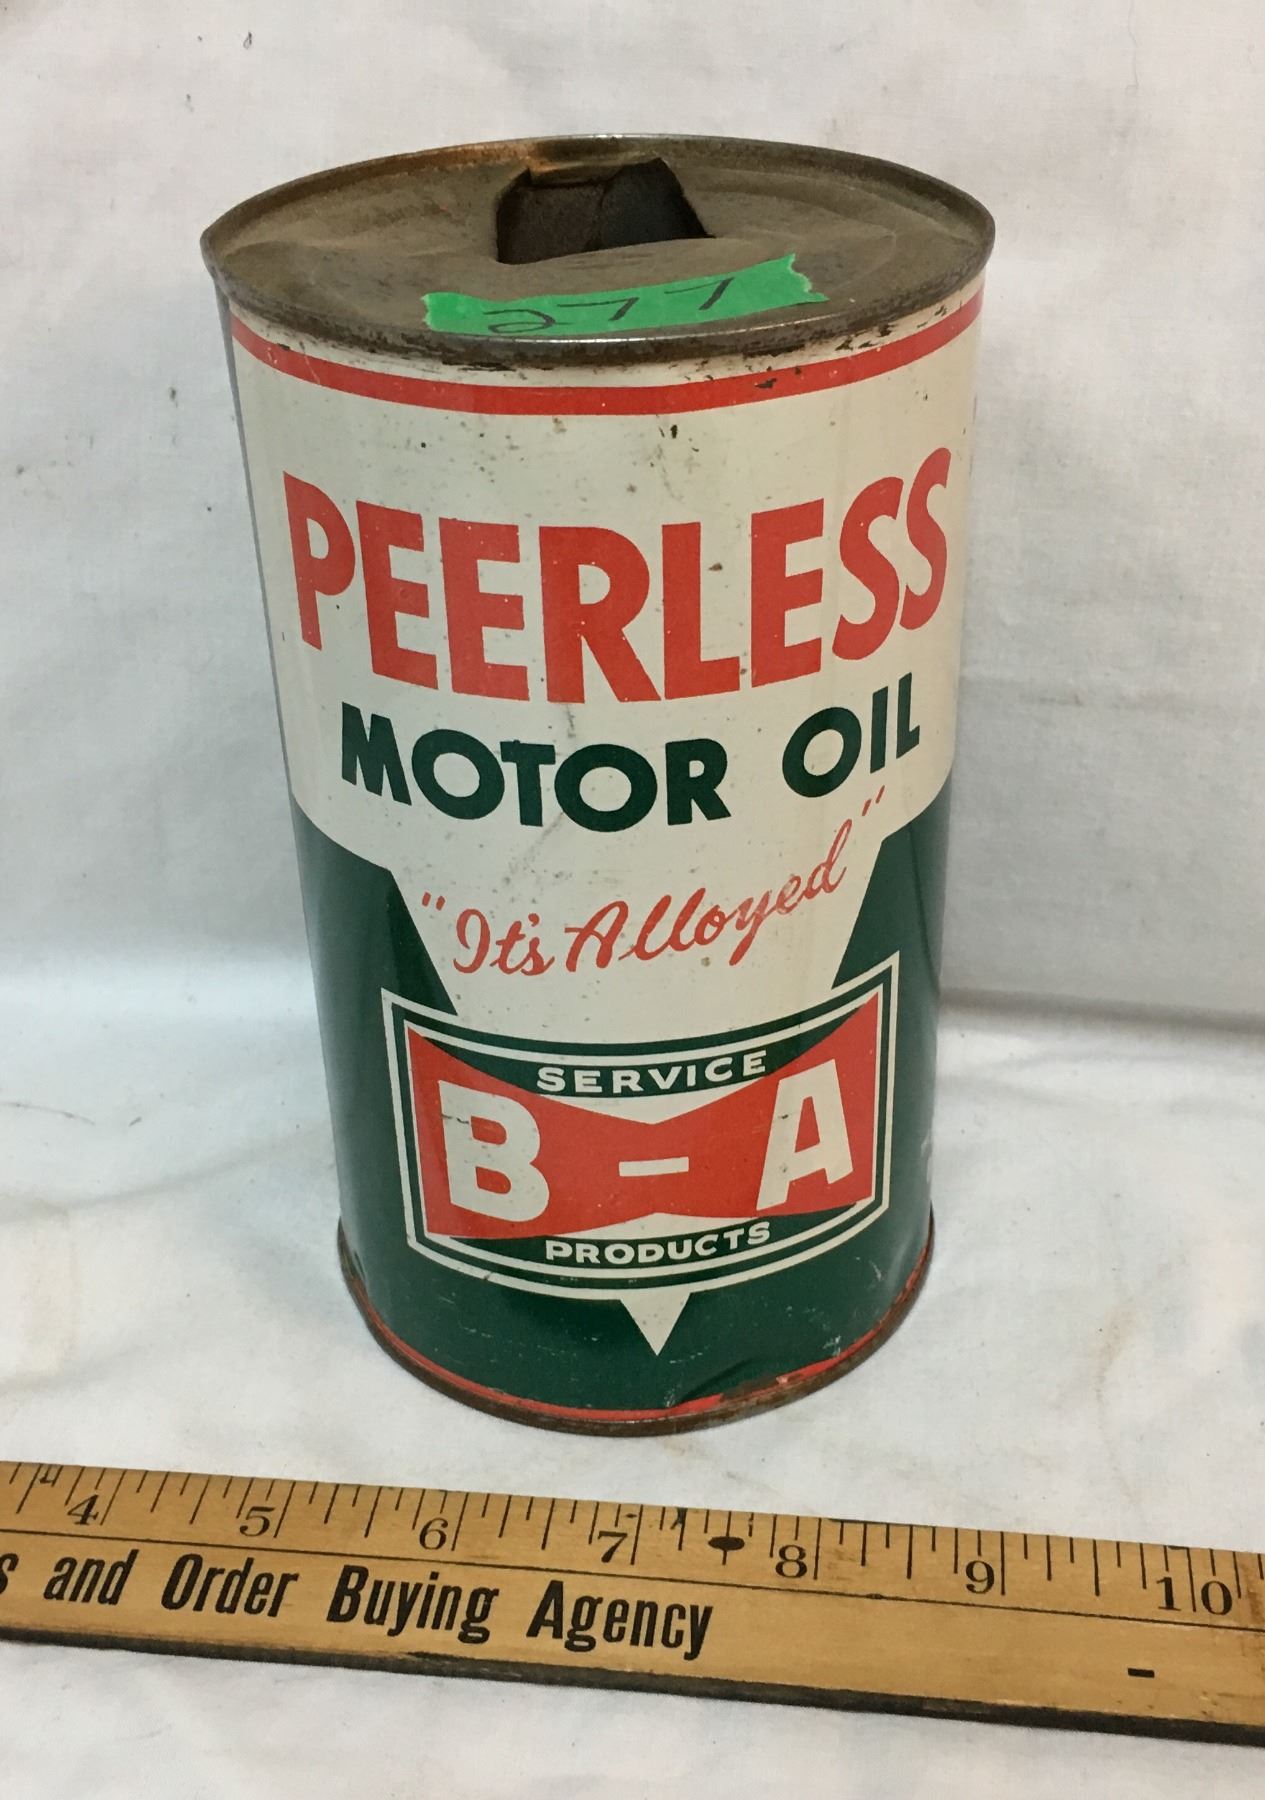 277
PEERLESS
MOTOR OIL
"It's Alloyed"
SERVICE
B-A
PRODUCTS
4 5 6 7 8 9 10
and Order Buying Agency